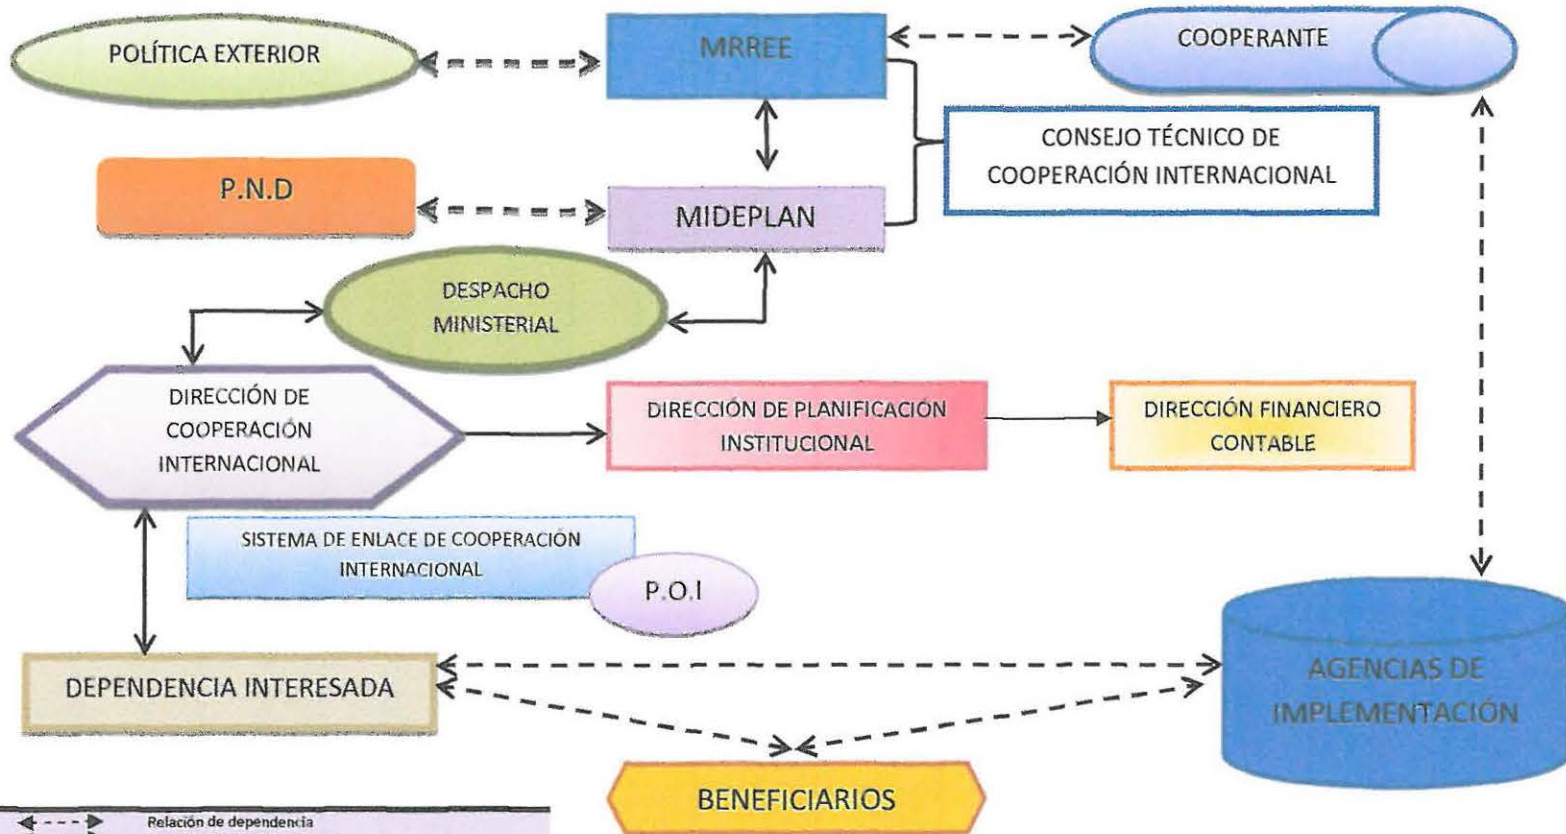 POLÍTICA EXTERIOR
MRREE
COOPERANTE
CONSEJO TÉCNICO DE
COOPERACIÓN INTERNACIONAL
P.N.D
MIDEPLAN
DESPACHO
MINISTERIAL
DIRECCIÓN DE
COOPERACIÓN
INTERNACIONAL
DIRECCIÓN DE PLANIFICACIÓN
INSTITUCIONAL
DIRECCIÓN FINANCIERO
CONTABLE
SISTEMA DE ENLACE DE COOPERACIÓN
INTERNACIONAL
P.O.I
DEPENDENCIA INTERESADA
AGENCIAS DE
IMPLEMENTACIÓN
BENEFICIARIOS
Relación de dependencia